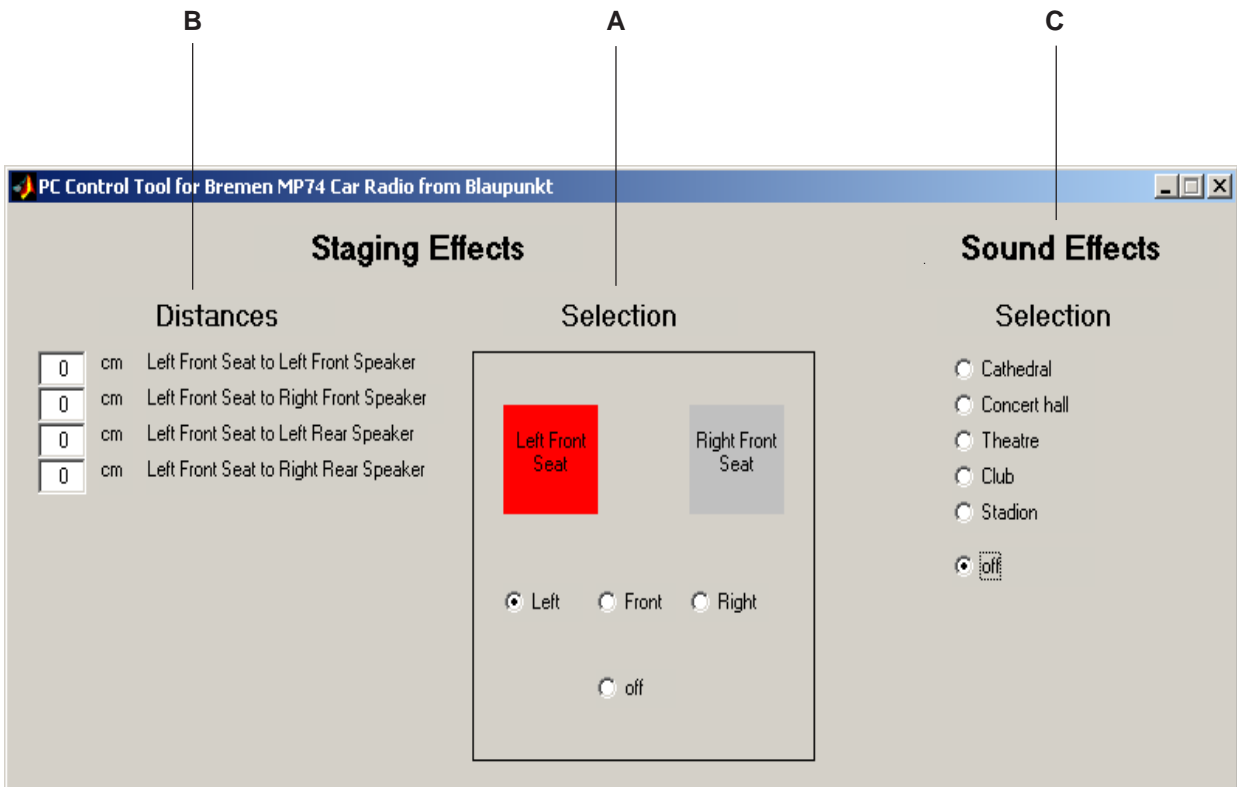 B A C
PC Control Tool for Bremen MP74 Car Radio from Blaupunkt
Staging Effects
Sound Effects
Distances
Selection
Selection
0 cm Left Front Seat to Left Front Speaker
0 cm Left Front Seat to Right Front Speaker
0 cm Left Front Seat to Left Rear Speaker
0 cm Left Front Seat to Right Rear Speaker
Left Front
Seat
Right Front
Seat
Left Front Right
off
Cathedral
Concert hall
Theatre
Club
Stadion
off